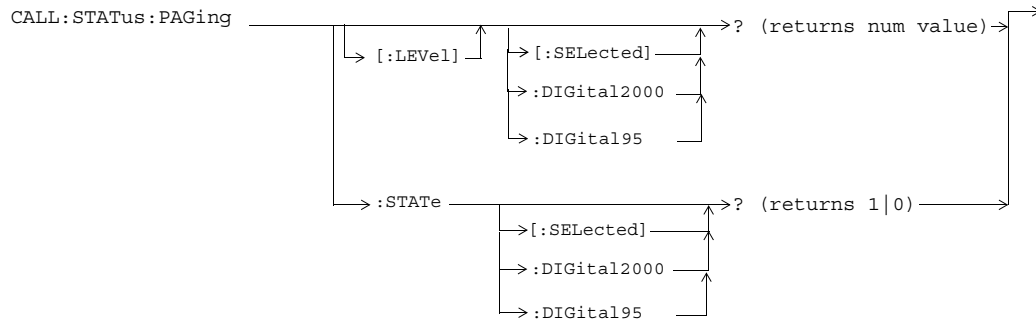 CALL:STATus:PAGing
? (returns num value)
[:LEVel]
[:SELected]
:DIGital2000
:DIGital95
:STATe
? (returns 1|0)
[:SELected]
:DIGital2000
:DIGital95